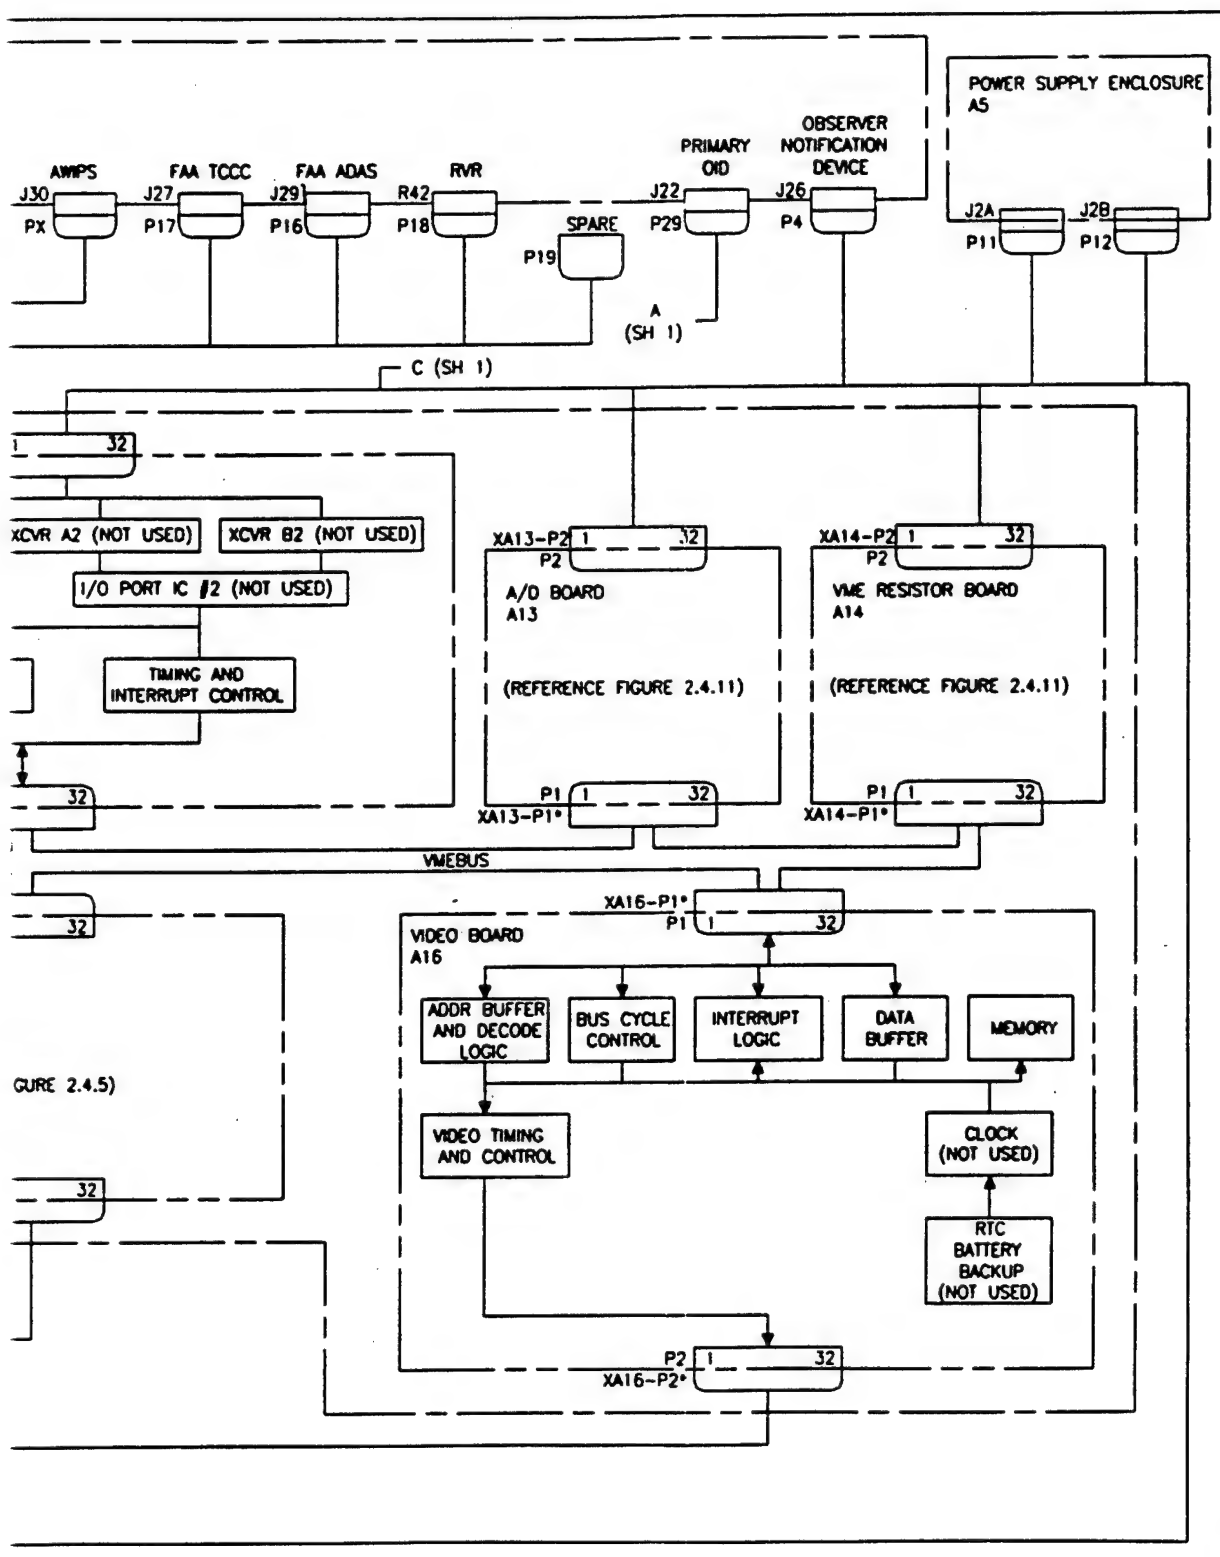 POWER SUPPLY ENCLOSURE
A5
OBSERVER
NOTIFICATION
DEVICE
PRIMARY
OID
AWIPS
FAA TCCC
FAA ADAS
RVR
J30
J27
J29
R42
J22
J26
J2A
J2B
PX
P17
P16
P18
SPARE
P29
P4
P11
P12
P19
A
(SH 1)
C (SH 1)
1 32
XCVR A2 (NOT USED)
XCVR B2 (NOT USED)
I/O PORT IC #2 (NOT USED)
TIMING AND
INTERRUPT CONTROL
32
XA13-P2
P2
1 32
A/D BOARD
A13
(REFERENCE FIGURE 2.4.11)
P1
XA13-P1*
1 32
XA14-P2
P2
1 32
VME RESISTOR BOARD
A14
(REFERENCE FIGURE 2.4.11)
P1
XA14-P1*
1 32
VMEBUS
32
XA16-P1*
P1
1 32
VIDEO BOARD
A16
ADDR BUFFER
AND DECODE
LOGIC
BUS CYCLE
CONTROL
INTERRUPT
LOGIC
DATA
BUFFER
MEMORY
GURE 2.4.5)
VIDEO TIMING
AND CONTROL
CLOCK
(NOT USED)
32
RTC
BATTERY
BACKUP
(NOT USED)
P2
XA16-P2*
1 32